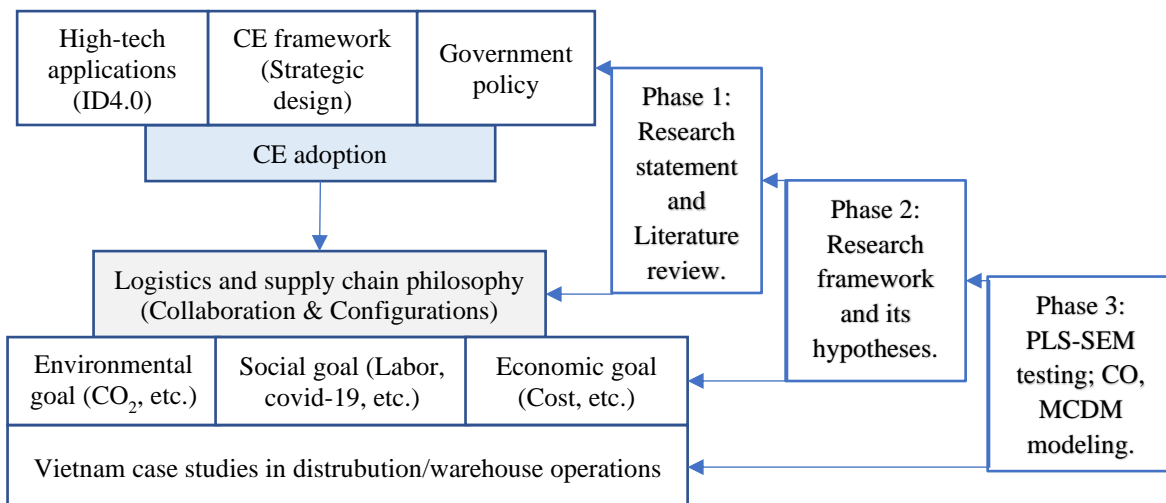 High-tech
applications
(ID4.0)
CE framework
(Strategic
design)
Government
policy
CE adoption
Phase 1:
Research
statement
and
Literature
review.
Phase 2:
Research
framework
and its
hypotheses.
Phase 3:
PLS-SEM
testing; CO,
MCDM
modeling.
Logistics and supply chain philosophy
(Collaboration & Configurations)
Environmental
goal (CO₂, etc.)
Social goal (Labor,
covid-19, etc.)
Economic goal
(Cost, etc.)
Vietnam case studies in distrubution/warehouse operations